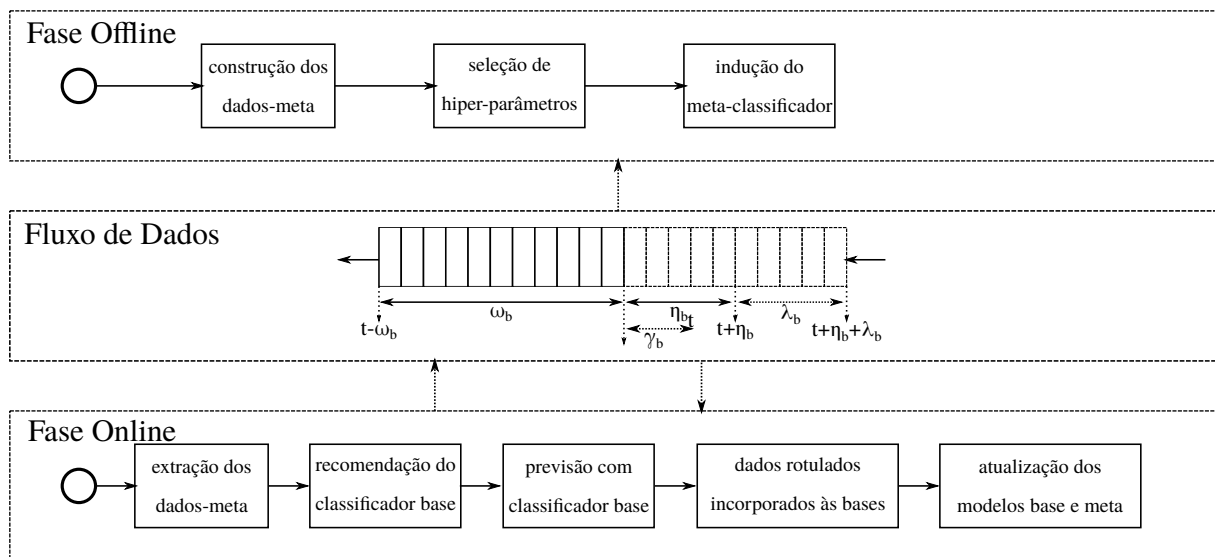 Fase Offline
construção dos
dados-meta
seleção de
hiper-parâmetros
indução do
meta-classificador
Fluxo de Dados
ω_b
η_b
t
λ_b
t-ω_b
γ_b
t+η_b
t+η_b+λ_b
Fase Online
extração dos
dados-meta
recomendação do
classificador base
previsão com
classificador base
dados rotulados
incorporados às bases
atualização dos
modelos base e meta